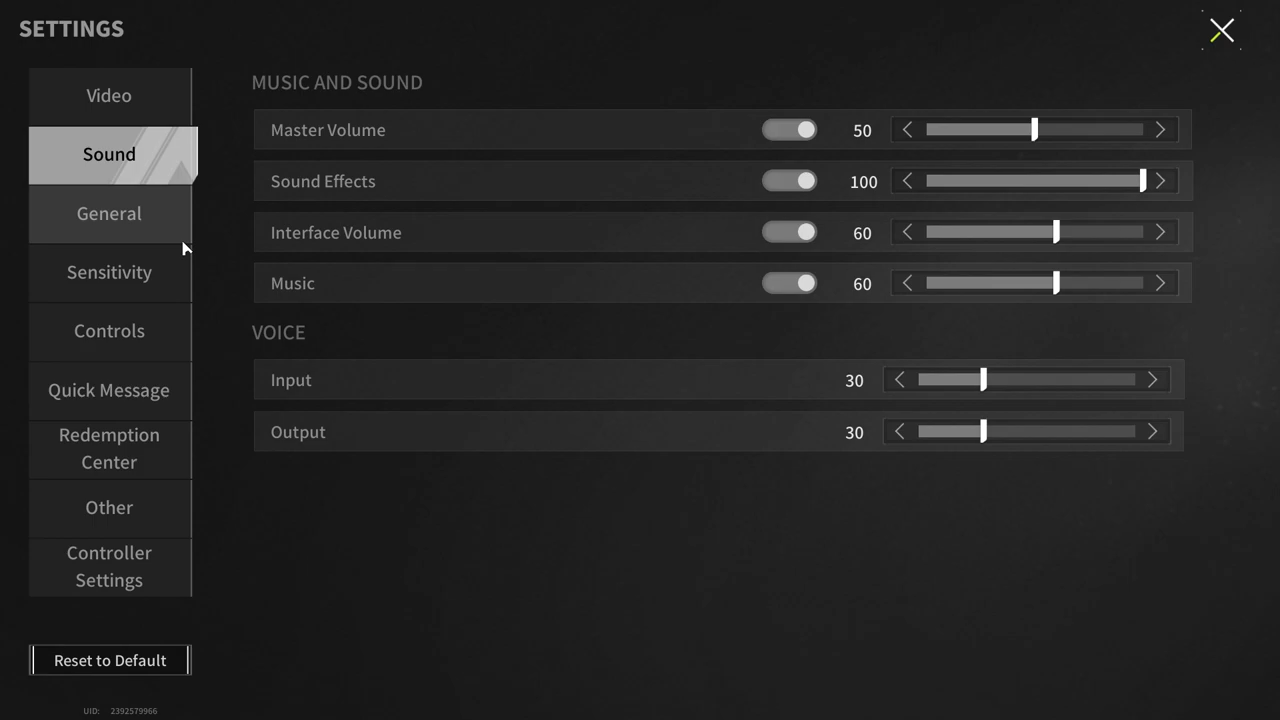 SETTINGS
Video
Sound
General
Sensitivity
Controls
Quick Message
Redemption
Center
Other
Controller
Settings
Reset to Default
UID: 2392579966
MUSIC AND SOUND
Master Volume 50
Sound Effects 100
Interface Volume 60
Music 60
VOICE
Input 30
Output 30